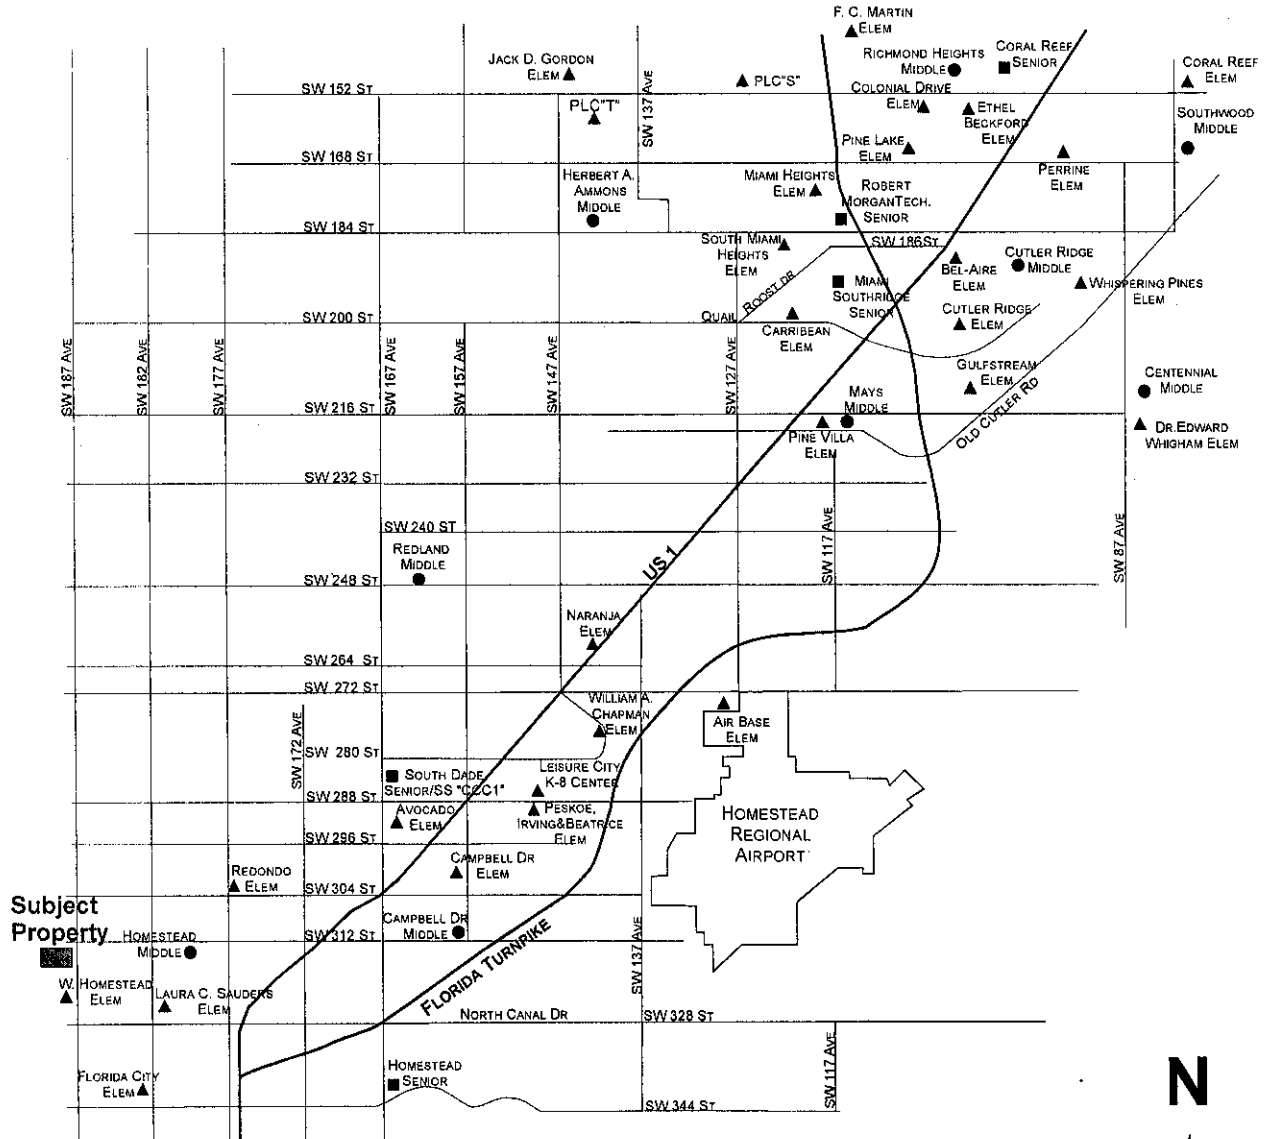 F. C. MARTIN
ELEM
JACK D. GORDON
ELEM
PLC"S"
RICHMOND HEIGHTS
MIDDLE
CORAL REEF
SENIOR
CORAL REEF
ELEM
SW 152 ST
PLC"T"
SW 137 AVE
COLONIAL DRIVE
ELEM
ETHEL
BECKFORD
ELEM
SOUTHWOOD
MIDDLE
SW 168 ST
PINE LAKE
ELEM
PERRINE
ELEM
HERBERT A.
AMMONS
MIDDLE
MIAMI HEIGHTS
ELEM
ROBERT
MORGANTECH.
SENIOR
SW 184 ST
SOUTH MIAMI
HEIGHTS
ELEM
SW 186 ST
BEL-AIRE
ELEM
CUTLER RIDGE
MIDDLE
WHISPERING PINES
ELEM
MIAMI
SOUTHRIDGE
SENIOR
QUAIL
ROOST DR
SW 200 ST
CARRIBEAN
ELEM
CUTLER RIDGE
ELEM
SW 187 AVE
SW 182 AVE
SW 177 AVE
SW 167 AVE
SW 157 AVE
SW 147 AVE
SW 127 AVE
GULFSTREAM
ELEM
CENTENNIAL
MIDDLE
OLD CUTLER RD
SW 216 ST
MAYS
MIDDLE
PINE VILLA
ELEM
DR.EDWARD
WHIGHAM ELEM
SW 232 ST
SW 240 ST
REDLAND
MIDDLE
US 1
SW 117 AVE
SW 87 AVE
SW 248 ST
NARANJA
ELEM
SW 264 ST
SW 272 ST
WILLIAM A.
CHAPMAN
ELEM
AIR BASE
ELEM
SW 172 AVE
SW 280 ST
SOUTH DADE
SENIOR/SS "CCC1"
LEISURE CITY
K-8 CENTER
SW 288 ST
AVOCADO
ELEM
PESKOE,
IRVING&BEATRICE
ELEM
HOMESTEAD
REGIONAL
AIRPORT
SW 296 ST
CAMPBELL DR
ELEM
REDONDO
ELEM
SW 304 ST
Subject
Property
HOMESTEAD
MIDDLE
CAMPBELL DR
MIDDLE
SW 312 ST
FLORIDA TURNPIKE
SW 137 AVE
W. HOMESTEAD
ELEM
LAURA C. SAUDERS
ELEM
NORTH CANAL DR
SW 328 ST
FLORIDA CITY
ELEM
HOMESTEAD
SENIOR
SW 117 AVE
SW 344 ST
N